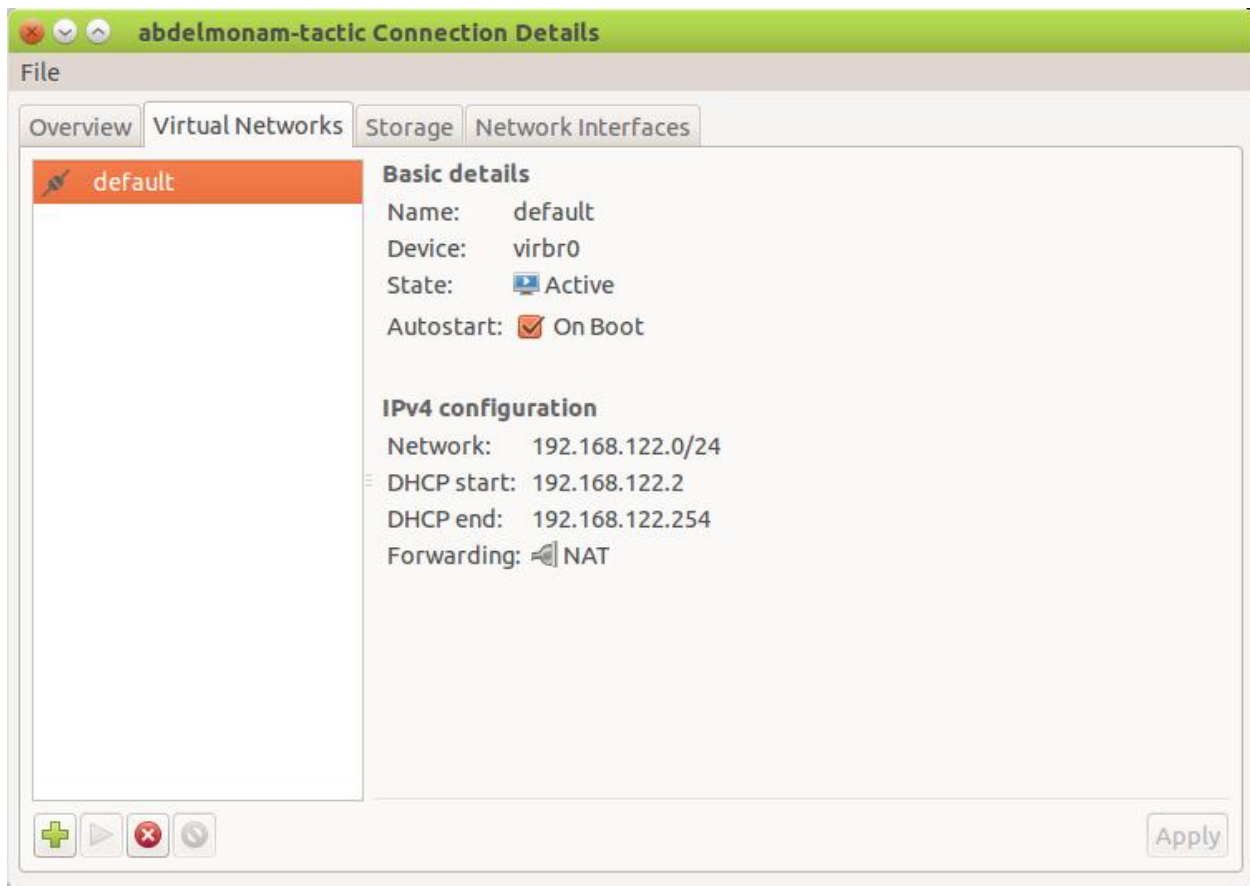 abdelmonam-tactic Connection Details
File
Overview Virtual Networks Storage Network Interfaces
default
Basic details
Name: default
Device: virbr0
State: Active
Autostart: On Boot
IPv4 configuration
Network: 192.168.122.0/24
DHCP start: 192.168.122.2
DHCP end: 192.168.122.254
Forwarding: NAT
Apply